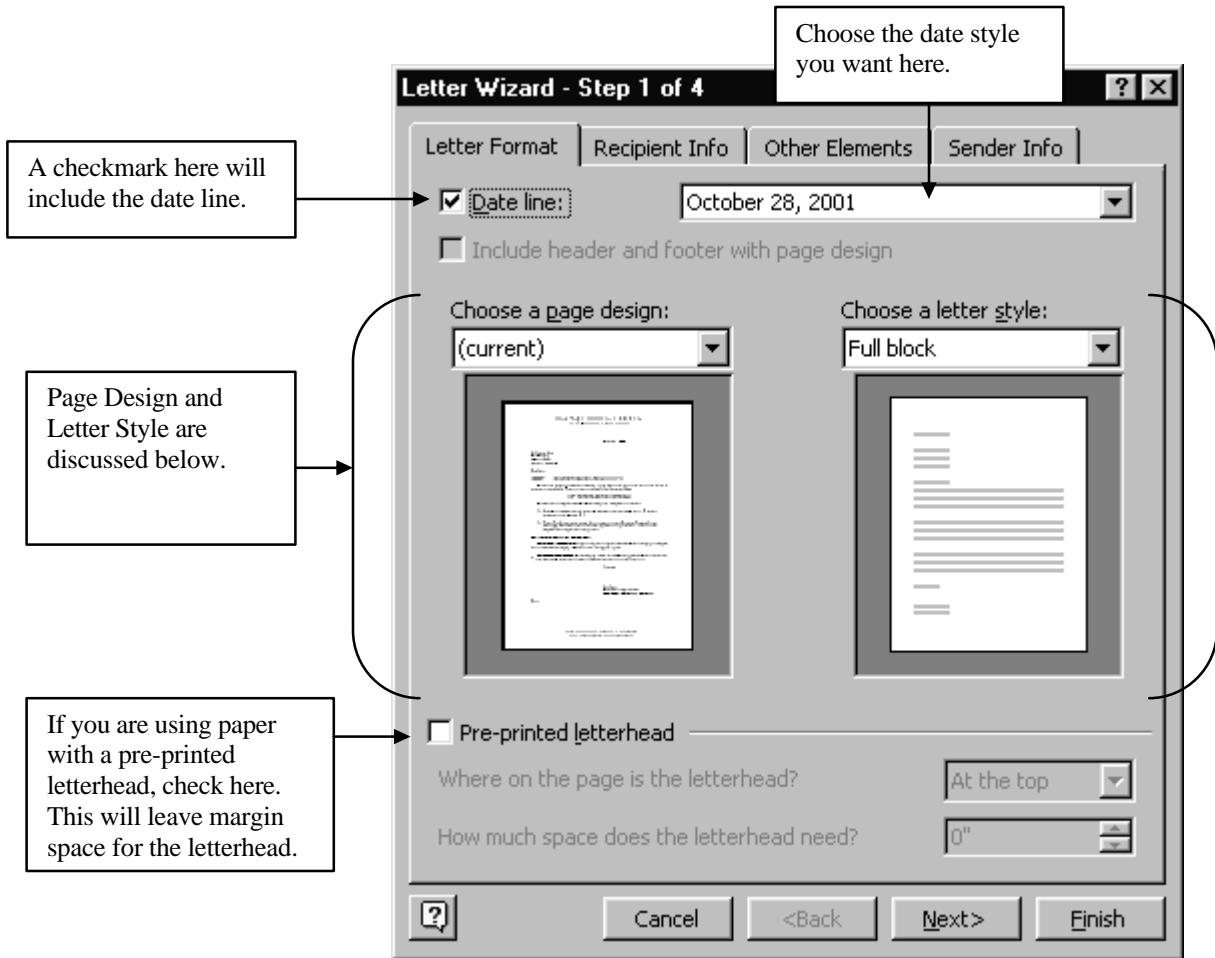 Choose the date style
you want here.
Letter Wizard - Step 1 of 4
Letter Format
Recipient Info
Other Elements
Sender Info
A checkmark here will
include the date line.
Date line:
October 28, 2001
Include header and footer with page design
Choose a page design:
Choose a letter style:
(current)
Full block
Page Design and
Letter Style are
discussed below.
If you are using paper
with a pre-printed
letterhead, check here.
This will leave margin
space for the letterhead.
Pre-printed letterhead
Where on the page is the letterhead?
At the top
How much space does the letterhead need?
0"
Cancel
<Back
Next>
Finish